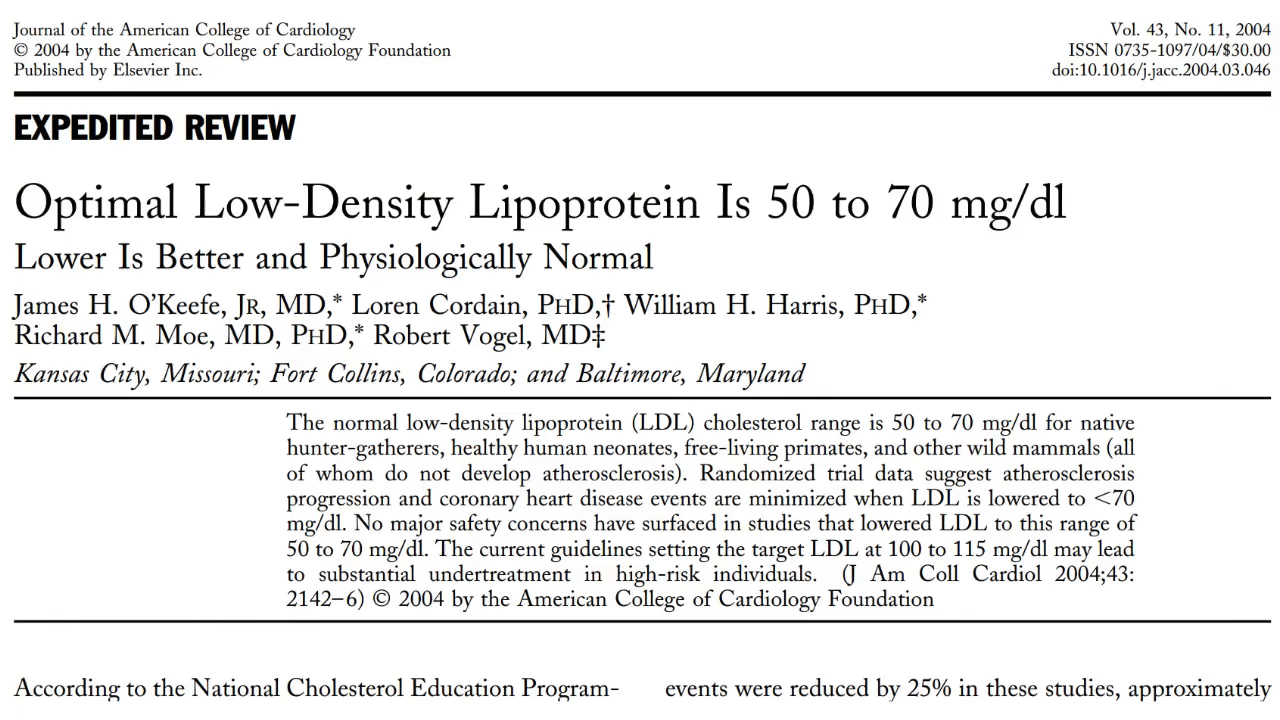 Journal of the American College of Cardiology
© 2004 by the American College of Cardiology Foundation
Published by Elsevier Inc.
Vol. 43, No. 11, 2004
ISSN 0735-1097/04/$30.00
doi:10.1016/j.jacc.2004.03.046
EXPEDITED REVIEW
Optimal Low-Density Lipoprotein Is 50 to 70 mg/dl
Lower Is Better and Physiologically Normal
James H. O'Keefe, JR, MD,* Loren Cordain, PHD,† William H. Harris, PHD,*
Richard M. Moe, MD, PHD,* Robert Vogel, MD‡
Kansas City, Missouri; Fort Collins, Colorado; and Baltimore, Maryland
The normal low-density lipoprotein (LDL) cholesterol range is 50 to 70 mg/dl for native
hunter-gatherers, healthy human neonates, free-living primates, and other wild mammals (all
of whom do not develop atherosclerosis). Randomized trial data suggest atherosclerosis
progression and coronary heart disease events are minimized when LDL is lowered to <70
mg/dl. No major safety concerns have surfaced in studies that lowered LDL to this range of
50 to 70 mg/dl. The current guidelines setting the target LDL at 100 to 115 mg/dl may lead
to substantial undertreatment in high-risk individuals. (J Am Coll Cardiol 2004;43:
2142–6) © 2004 by the American College of Cardiology Foundation
According to the National Cholesterol Education Program-
events were reduced by 25% in these studies, approximately